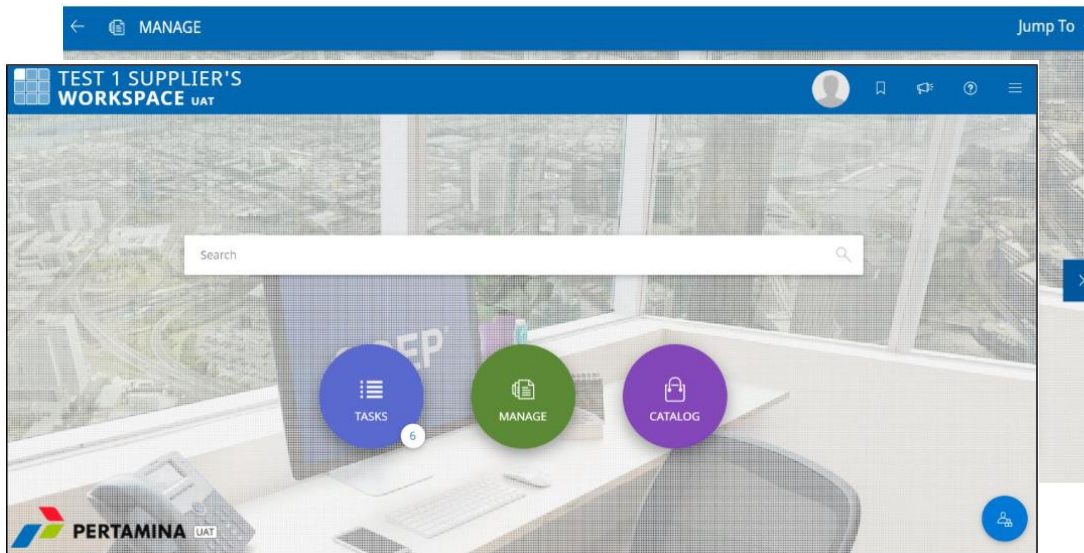 MANAGE
Jump To
TEST 1 SUPPLIER'S
WORKSPACE UAT
Search
TASKS
6
MANAGE
CATALOG
PERTAMINA UAT